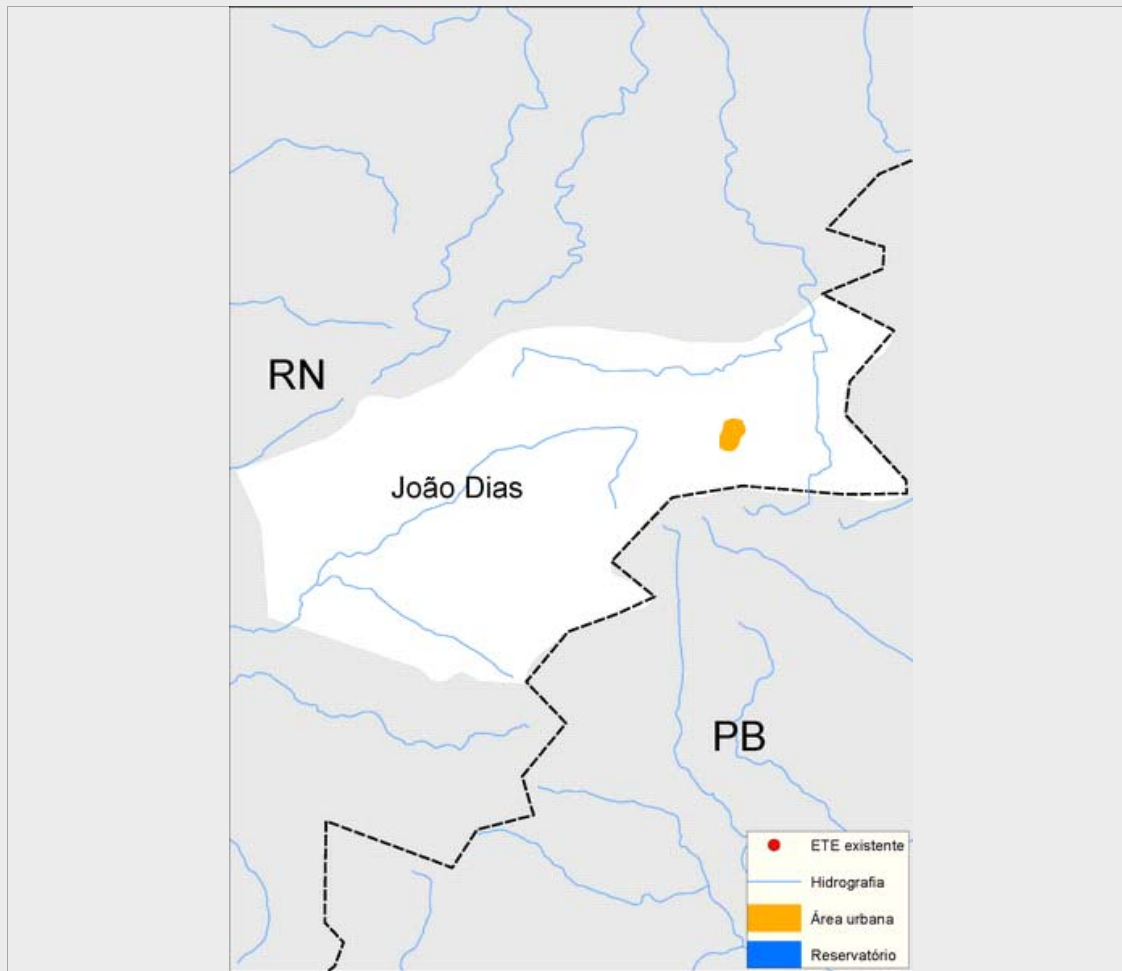 RN
João Dias
PB
ETE existente
Hidrografia
Área urbana
Reservatório